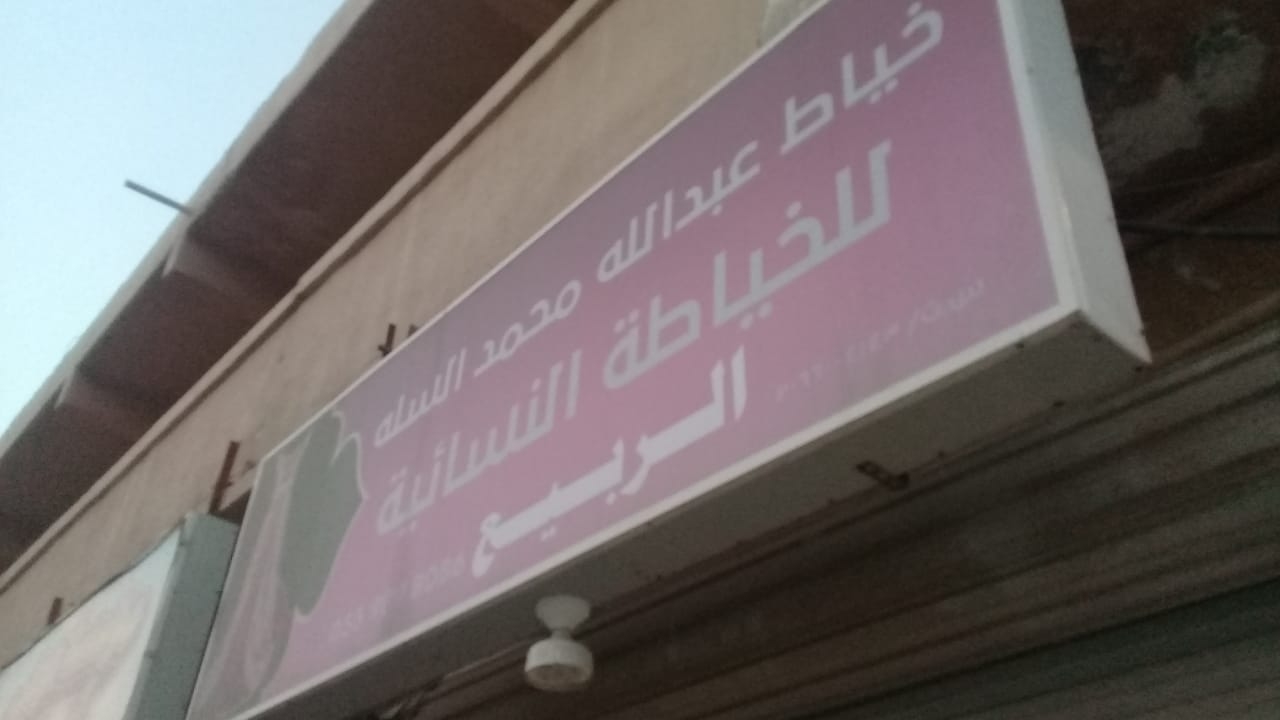 خياط عبدالله محمد السله
للخياطة النسائية
الربيع